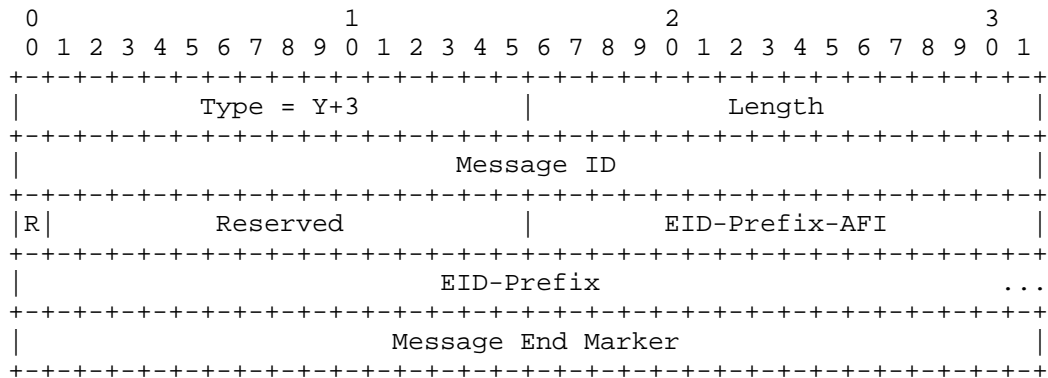 0                   1                   2                   3
 0 1 2 3 4 5 6 7 8 9 0 1 2 3 4 5 6 7 8 9 0 1 2 3 4 5 6 7 8 9 0 1
+-+-+-+-+-+-+-+-+-+-+-+-+-+-+-+-+-+-+-+-+-+-+-+-+-+-+-+-+-+-+-+-+
|           Type = Y+3          |            Length             |
+-+-+-+-+-+-+-+-+-+-+-+-+-+-+-+-+-+-+-+-+-+-+-+-+-+-+-+-+-+-+-+-+
|                           Message ID                          |
+-+-+-+-+-+-+-+-+-+-+-+-+-+-+-+-+-+-+-+-+-+-+-+-+-+-+-+-+-+-+-+-+
|R|          Reserved           |        EID-Prefix-AFI         |
+-+-+-+-+-+-+-+-+-+-+-+-+-+-+-+-+-+-+-+-+-+-+-+-+-+-+-+-+-+-+-+-+
|                          EID-Prefix                         ...
+-+-+-+-+-+-+-+-+-+-+-+-+-+-+-+-+-+-+-+-+-+-+-+-+-+-+-+-+-+-+-+-+
|                       Message End Marker                      |
+-+-+-+-+-+-+-+-+-+-+-+-+-+-+-+-+-+-+-+-+-+-+-+-+-+-+-+-+-+-+-+-+